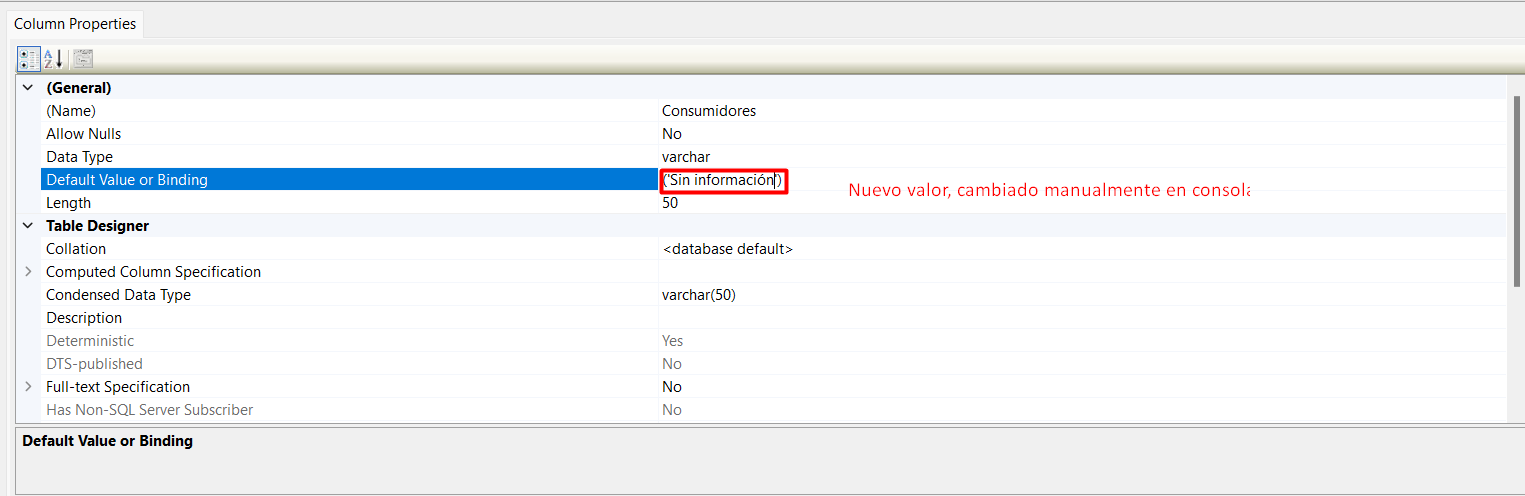 Column Properties
(General)
(Name) Consumidores
Allow Nulls No
Data Type varchar
Default Value or Binding ('Sin información')
Nuevo valor, cambiado manualmente en consola
Length 50
Table Designer
Collation <database default>
Computed Column Specification
Condensed Data Type varchar(50)
Description
Deterministic Yes
DTS-published No
Full-text Specification No
Has Non-SQL Server Subscriber No
Default Value or Binding